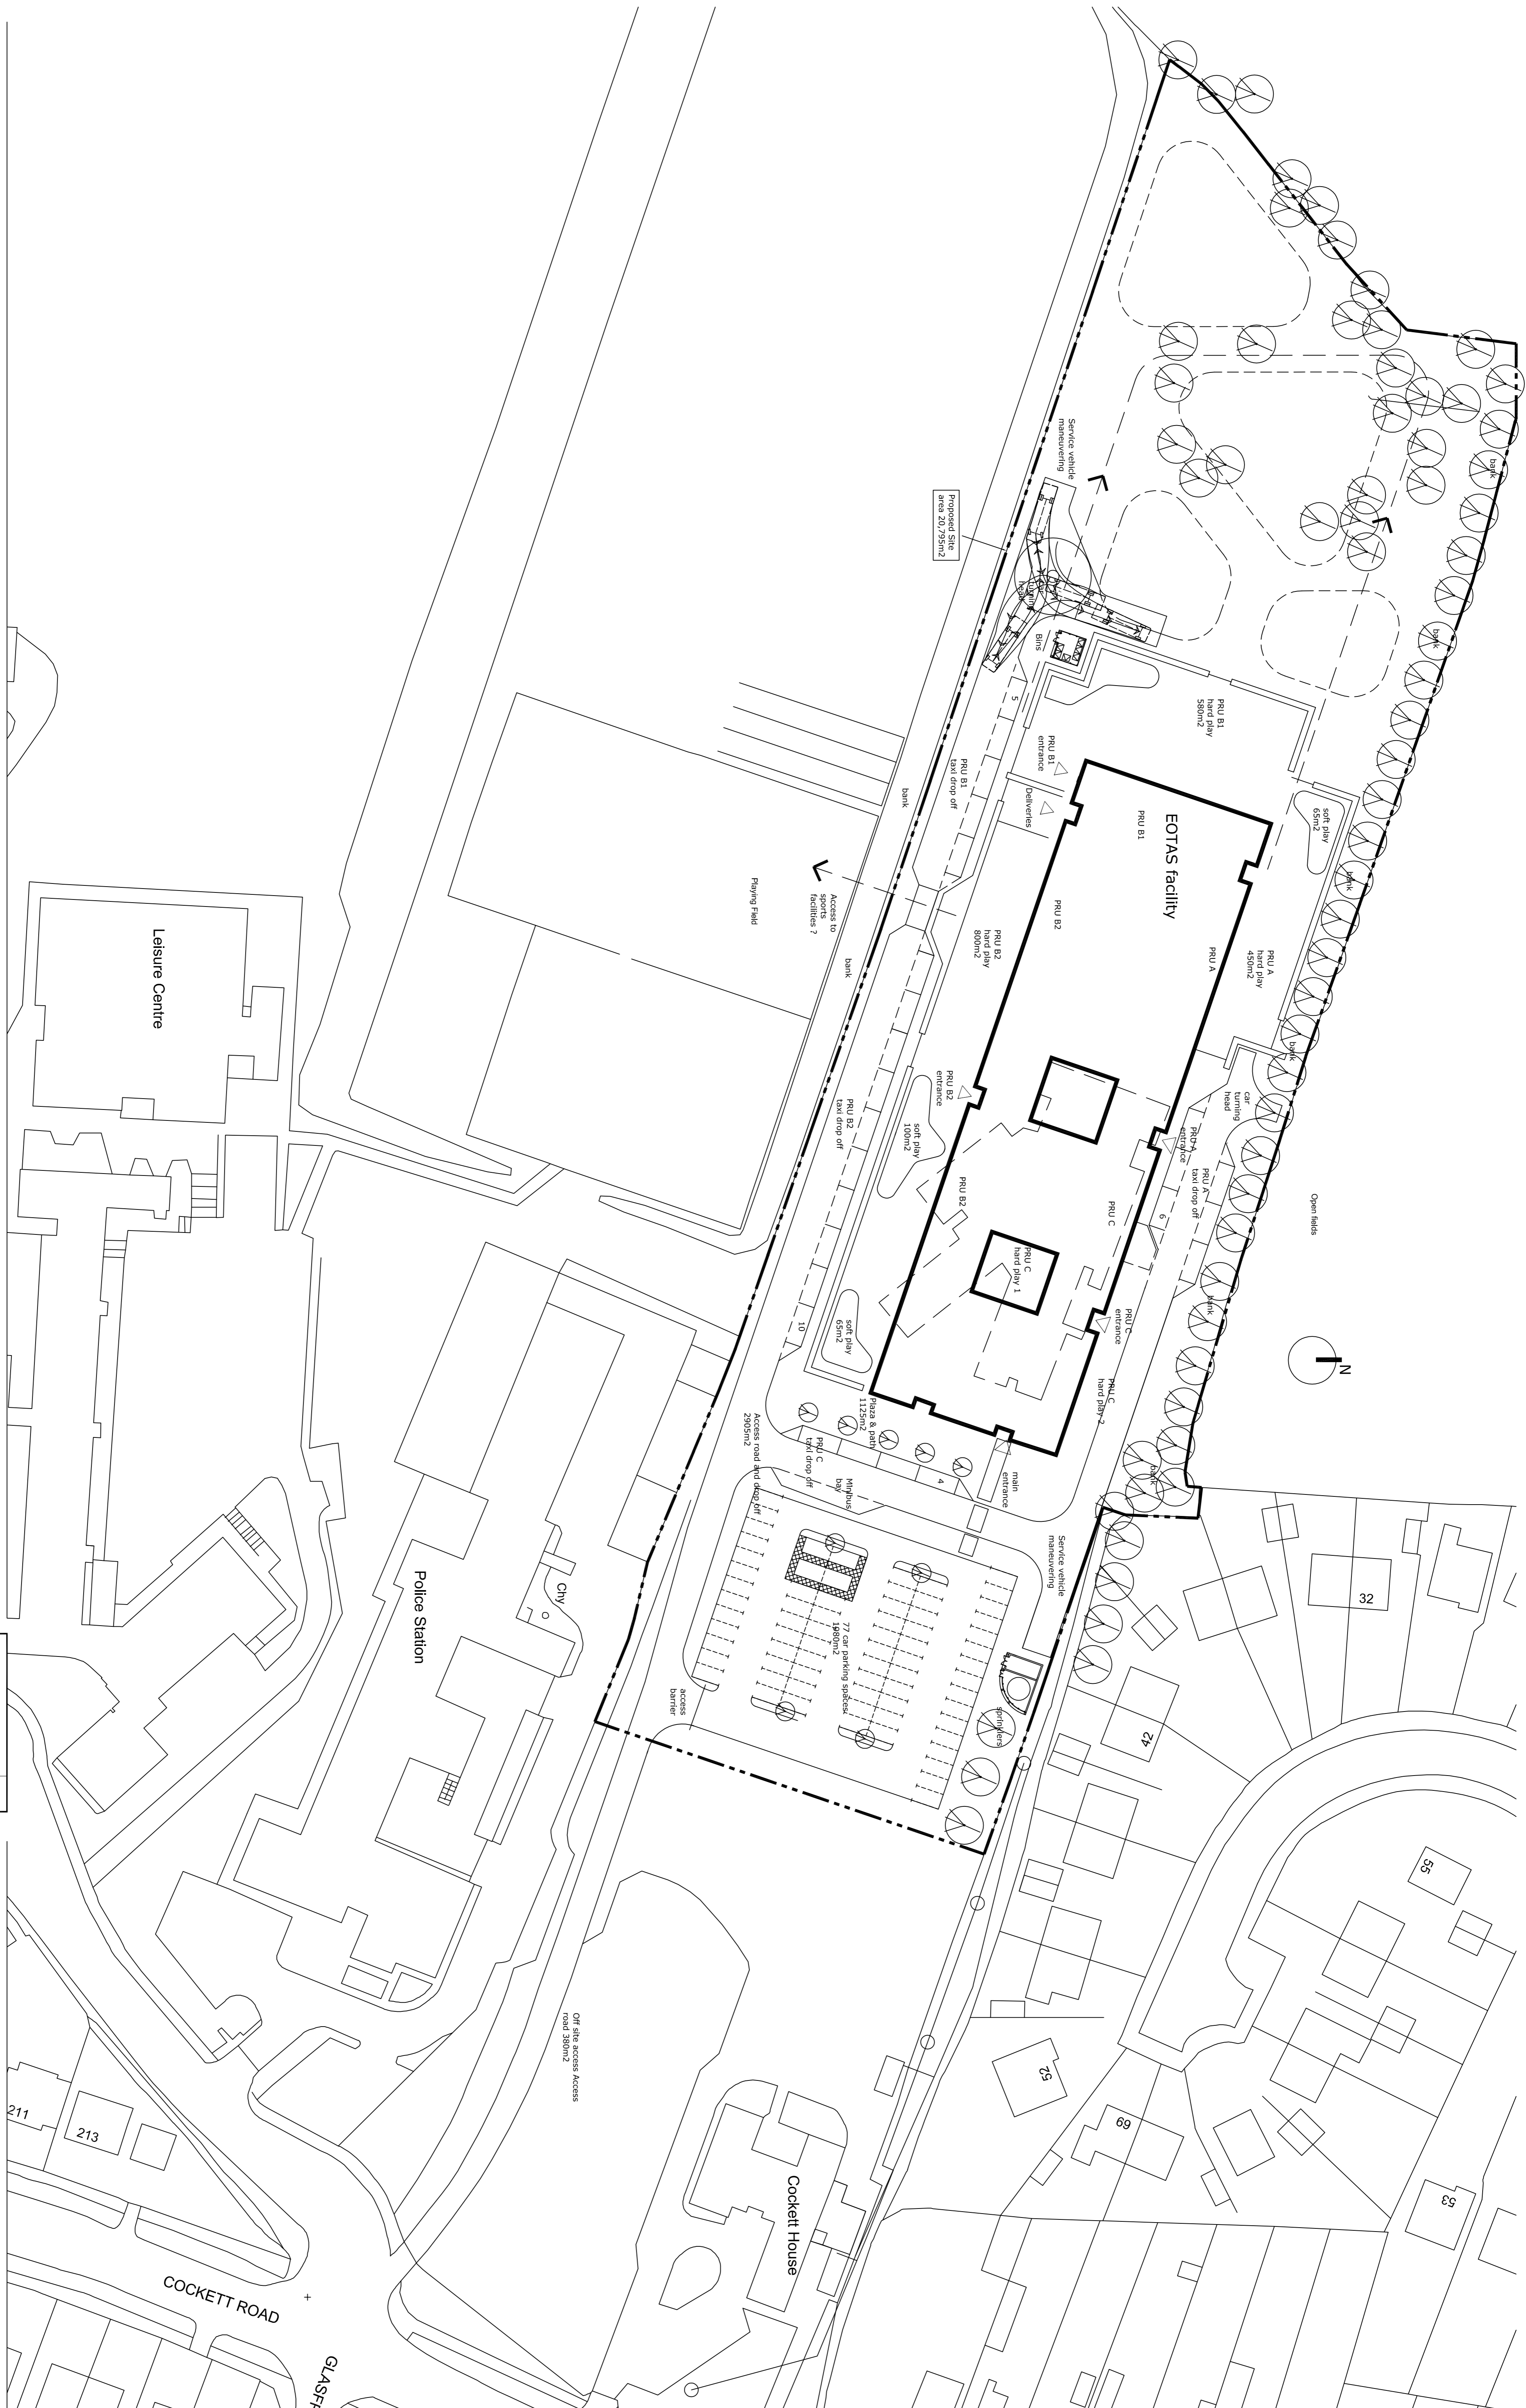 bank
Service vehicle
maneuvering
Proposed Site
area 20,795m2
bank
Bins
5
PRU B1
hard play
580m2
PRU B1
entrance
PRU B1
taxi drop off
Deliveries
soft play
65m2
bank
PRU B1
EOTAS facility
bank
Playing Field
Access to
sports
facilities ?
PRU B2
PRU A
PRU A
hard play
450m2
PRU B2
hard play
800m2
bank
Leisure Centre
bank
car
turning
head
PRU B2
entrance
PRU B2
taxi drop off
soft play
100m2
PRU A
entrance
PRU A
taxi drop off
6
Open fields
PRU B2
PRU C
PRU C
hard play 1
bank
PRU C
entrance
10
soft play
65m2
N
PRU C
hard play 2
Plaza & path
1125m2
Access road and drop off
2905m2
PRU C
taxi drop off
Minibus
bay
4
main
entrance
bank
Service vehicle
maneuvering
32
Police Station
Chy
77 car parking spaces
1980m2
access
barrier
sprinklers
42
55
Off site access Access
road 380m2
52
69
53
211
213
Cockett House
COCKETT ROAD